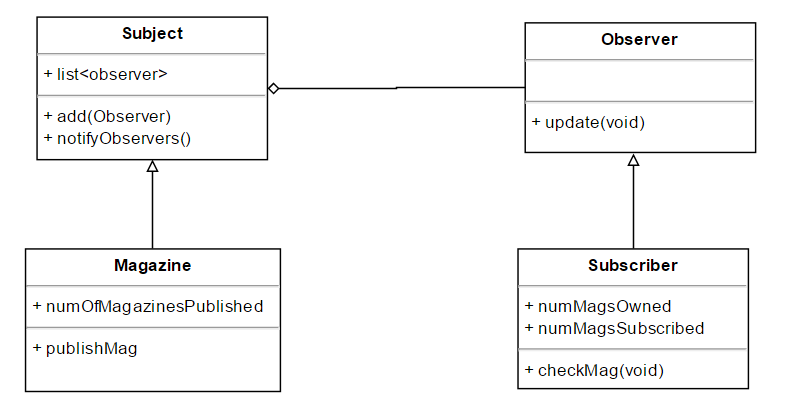 Subject
+ list<observer>
+ add(Observer)
+ notifyObservers()
Observer
+ update(void)
Magazine
+ numOfMagazinesPublished
+ publishMag
Subscriber
+ numMagsOwned
+ numMagsSubscribed
+ checkMag(void)